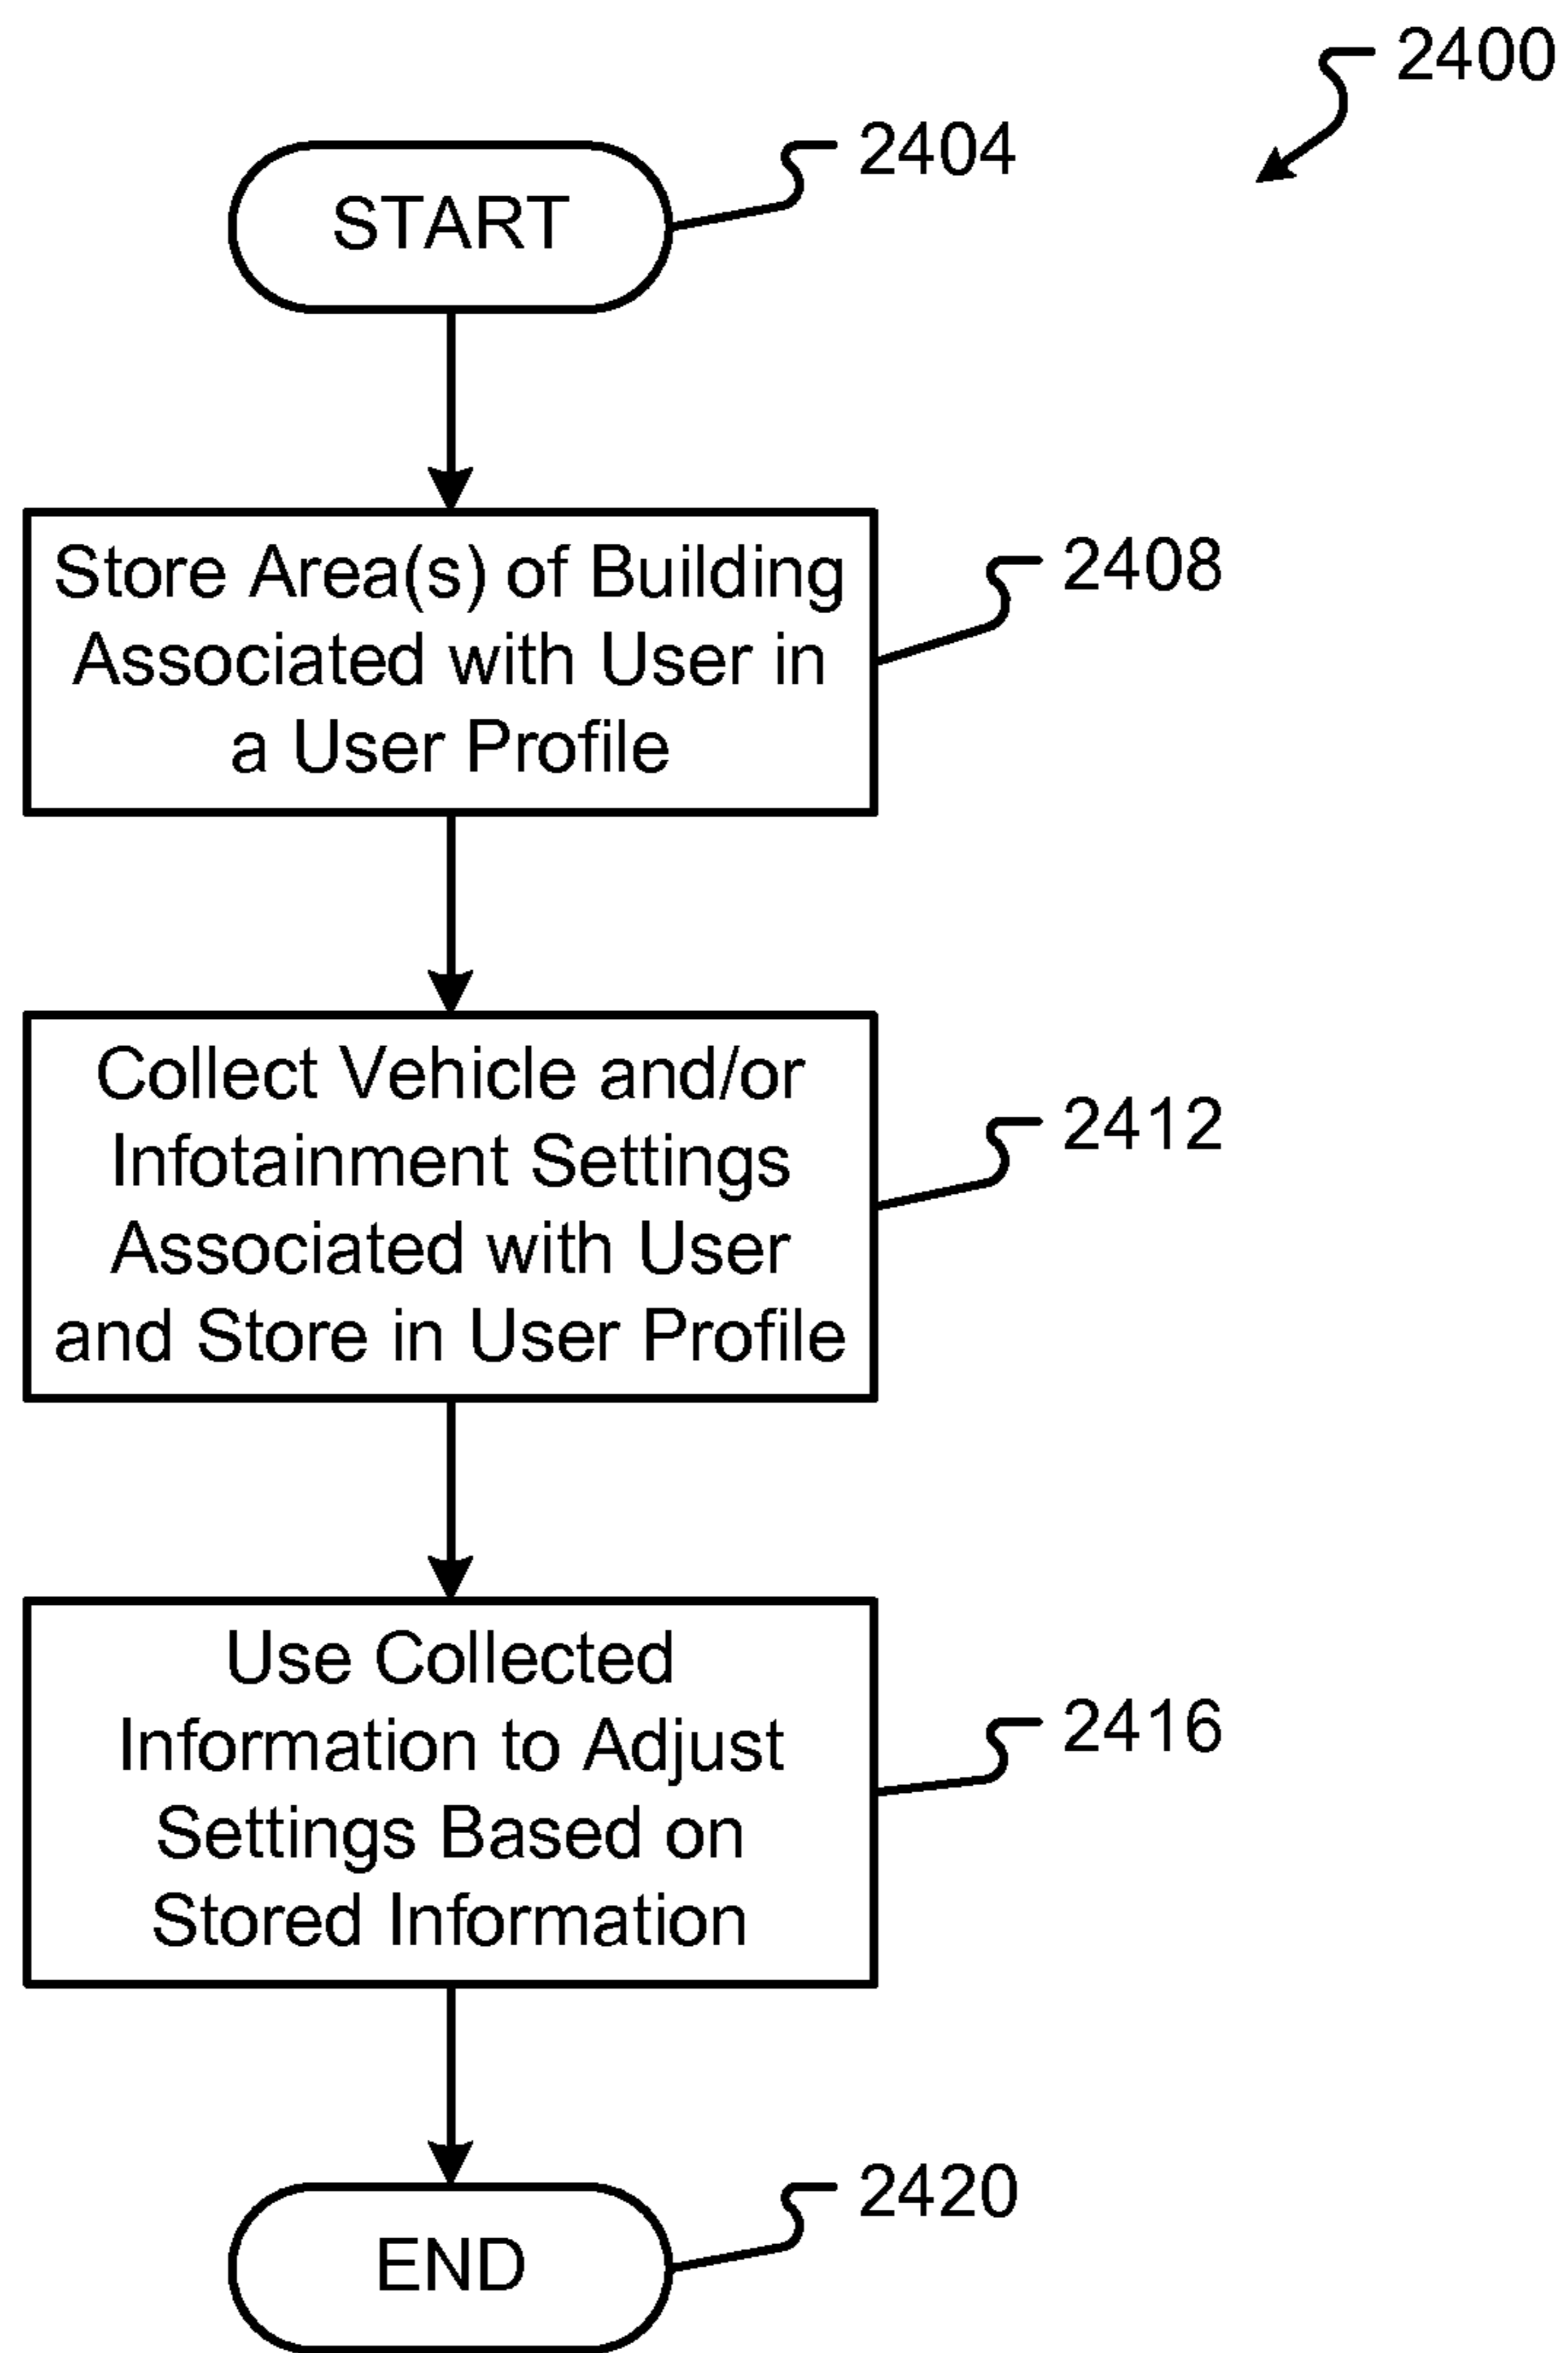 2400
START
2404
Store Area(s) of Building
Associated with User in
a User Profile
2408
Collect Vehicle and/or
Infotainment Settings
Associated with User
and Store in User Profile
2412
Use Collected
Information to Adjust
Settings Based on
Stored Information
2416
END
2420